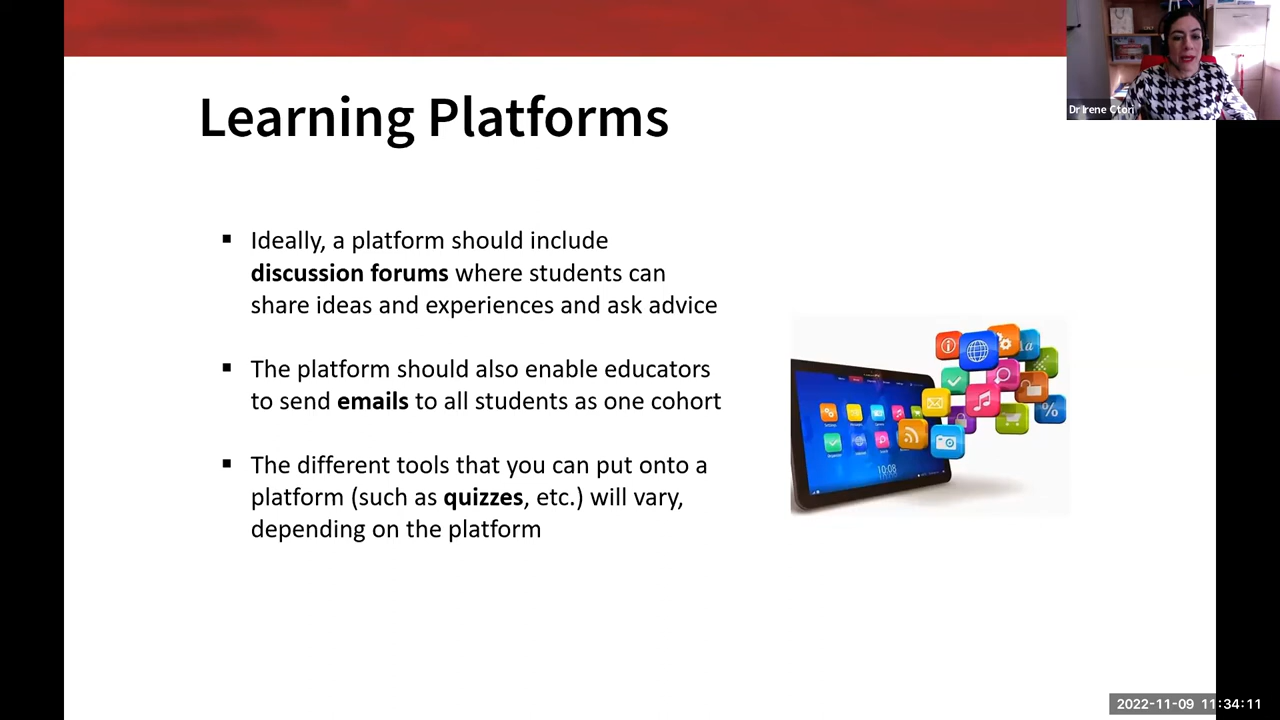 Learning Platforms
Dr Irene Ctori
▪ Ideally, a platform should include
discussion forums where students can
share ideas and experiences and ask advice
▪ The platform should also enable educators
to send emails to all students as one cohort
▪ The different tools that you can put onto a
platform (such as quizzes, etc.) will vary,
depending on the platform
10:08
%
2022-11-09 11:34:11